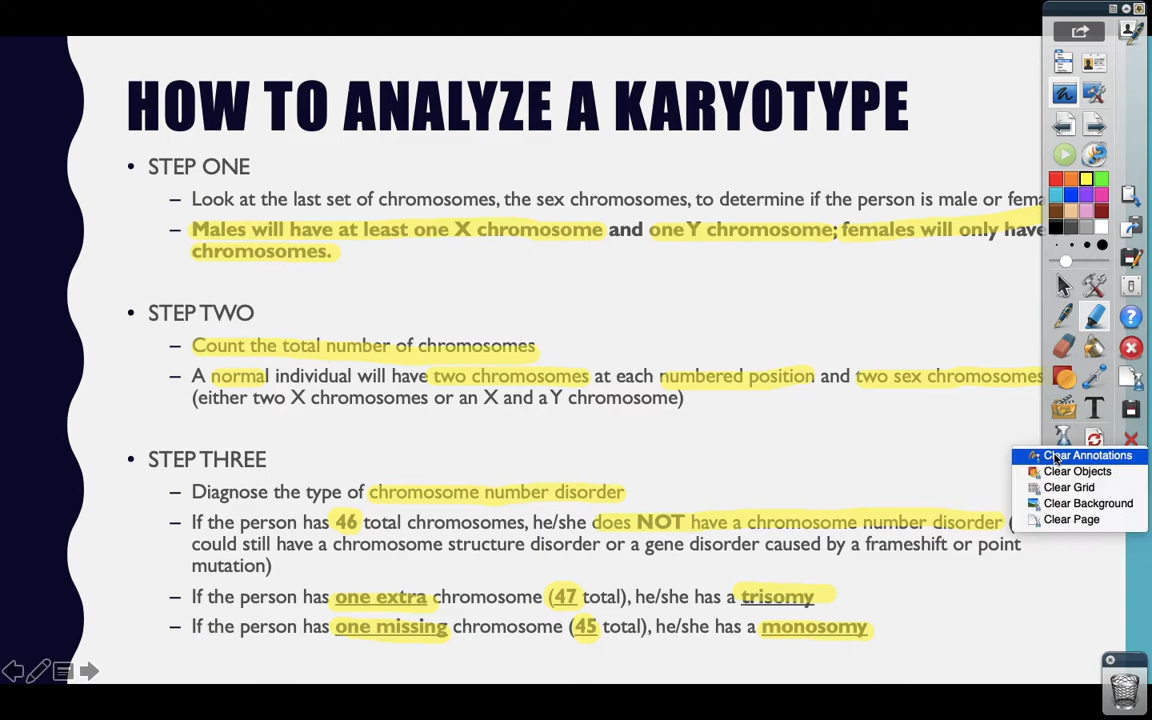 HOW TO ANALYZE A KARYOTYPE
• STEP ONE
– Look at the last set of chromosomes, the sex chromosomes, to determine if the person is male or fema
– Males will have at least one X chromosome and one Y chromosome; females will only have
chromosomes.
• STEP TWO
– Count the total number of chromosomes
– A normal individual will have two chromosomes at each numbered position and two sex chromosomes
(either two X chromosomes or an X and a Y chromosome)
• STEP THREE
– Diagnose the type of chromosome number disorder
– If the person has 46 total chromosomes, he/she does NOT have a chromosome number disorder (
could still have a chromosome structure disorder or a gene disorder caused by a frameshift or point
mutation)
– If the person has one extra chromosome (47 total), he/she has a trisomy
– If the person has one missing chromosome (45 total), he/she has a monosomy
Clear Annotations
Clear Objects
Clear Grid
Clear Background
Clear Page